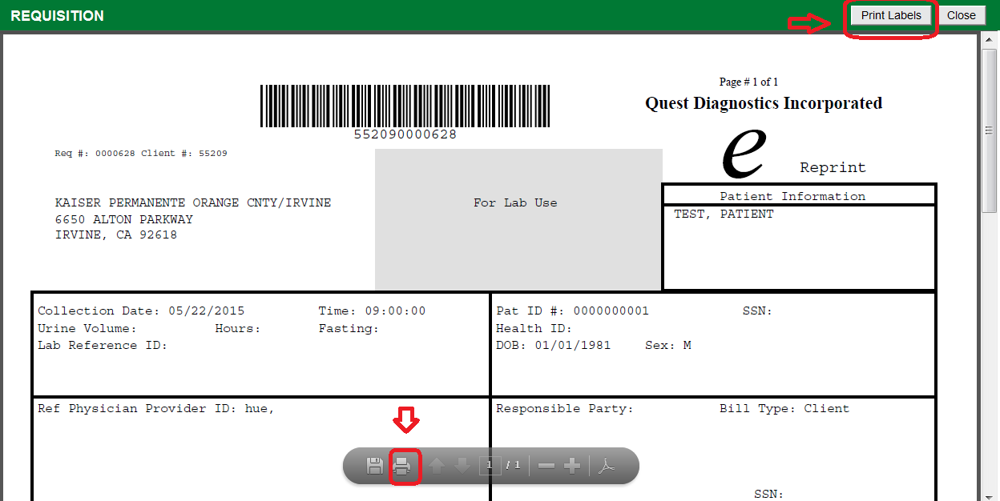 REQUISITION
Print Labels
Close
Page # 1 of 1
Quest Diagnostics Incorporated
552090000628
e
Req #: 0000628 Client #: 55209
Reprint
KAISER PERMANENTE ORANGE CNTY/IRVINE
6650 ALTON PARKWAY
IRVINE, CA 92618
For Lab Use
Patient Information
TEST, PATIENT
Collection Date: 05/22/2015 Time: 09:00:00
Urine Volume: Hours: Fasting:
Lab Reference ID:
Pat ID #: 0000000001 SSN:
Health ID:
DOB: 01/01/1981 Sex: M
Ref Physician Provider ID: hue,
Responsible Party: Bill Type: Client
1 / 1
SSN: